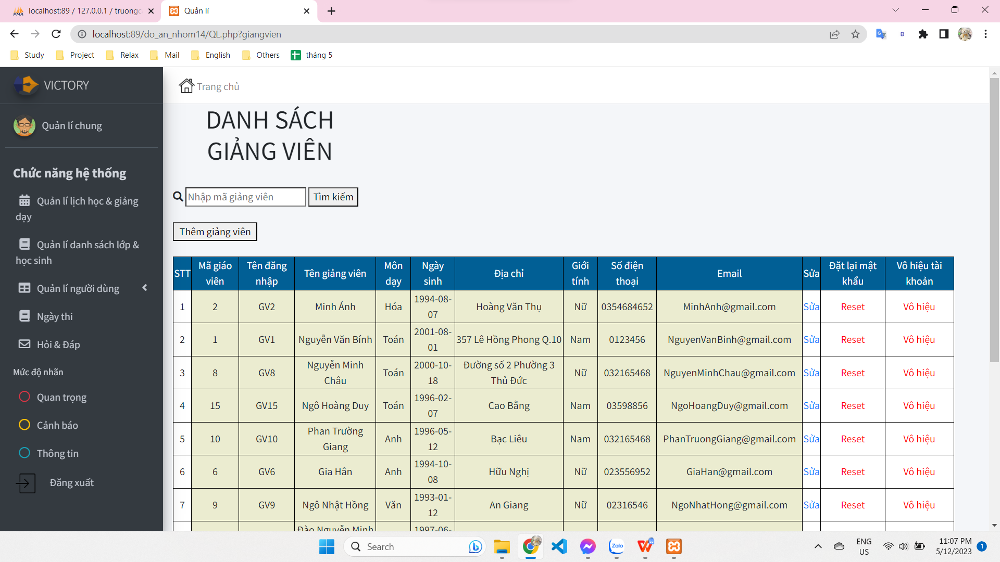 localhost:89 / 127.0.0.1 / truongc
Quản lí
localhost:89/do_an_nhom14/QL.php?giangvien
Study
Project
Relax
Mail
English
Others
tháng 5
VICTORY
Trang chủ
Quản lí chung
Chức năng hệ thống
Quản lí lịch học & giảng
dạy
Quản lí danh sách lớp &
học sinh
Quản lí người dùng
Ngày thi
Hỏi & Đáp
Mức độ nhãn
Quan trọng
Cảnh báo
Thông tin
Đăng xuất
DANH SÁCH
GIẢNG VIÊN
Nhập mã giảng viên Tìm kiếm
Thêm giảng viên
STT Mã giáo viên Tên đăng nhập Tên giảng viên Môn dạy Ngày sinh Địa chỉ Giới tính Số điện thoại Email Sửa Đặt lại mật khẩu Vô hiệu tài khoản
1 2 GV2 Minh Ánh Hóa 1994-08-07 Hoàng Văn Thụ Nữ 0354684652 MinhAnh@gmail.com Sửa Reset Vô hiệu
2 1 GV1 Nguyễn Văn Bính Toán 2001-08-01 357 Lê Hồng Phong Q.10 Nam 0123456 NguyenVanBinh@gmail.com Sửa Reset Vô hiệu
3 8 GV8 Nguyễn Minh Châu Toán 2000-10-18 Đường số 2 Phường 3 Thủ Đức Nữ 032165468 NguyenMinhChau@gmail.com Sửa Reset Vô hiệu
4 15 GV15 Ngô Hoàng Duy Toán 1996-02-07 Cao Bằng Nam 03598856 NgoHoangDuy@gmail.com Sửa Reset Vô hiệu
5 10 GV10 Phan Trường Giang Anh 1996-05-12 Bạc Liêu Nam 032165468 PhanTruongGiang@gmail.com Sửa Reset Vô hiệu
6 6 GV6 Gia Hân Anh 1994-10-08 Hữu Nghị Nữ 023556952 GiaHan@gmail.com Sửa Reset Vô hiệu
7 9 GV9 Ngô Nhật Hồng Văn 1993-01-12 An Giang Nữ 02316546 NgoNhatHong@gmail.com Sửa Reset Vô hiệu
Đào Nguyễn Minh 1997-06-
Search
Zalo
ENG
US
11:07 PM
5/12/2023
1